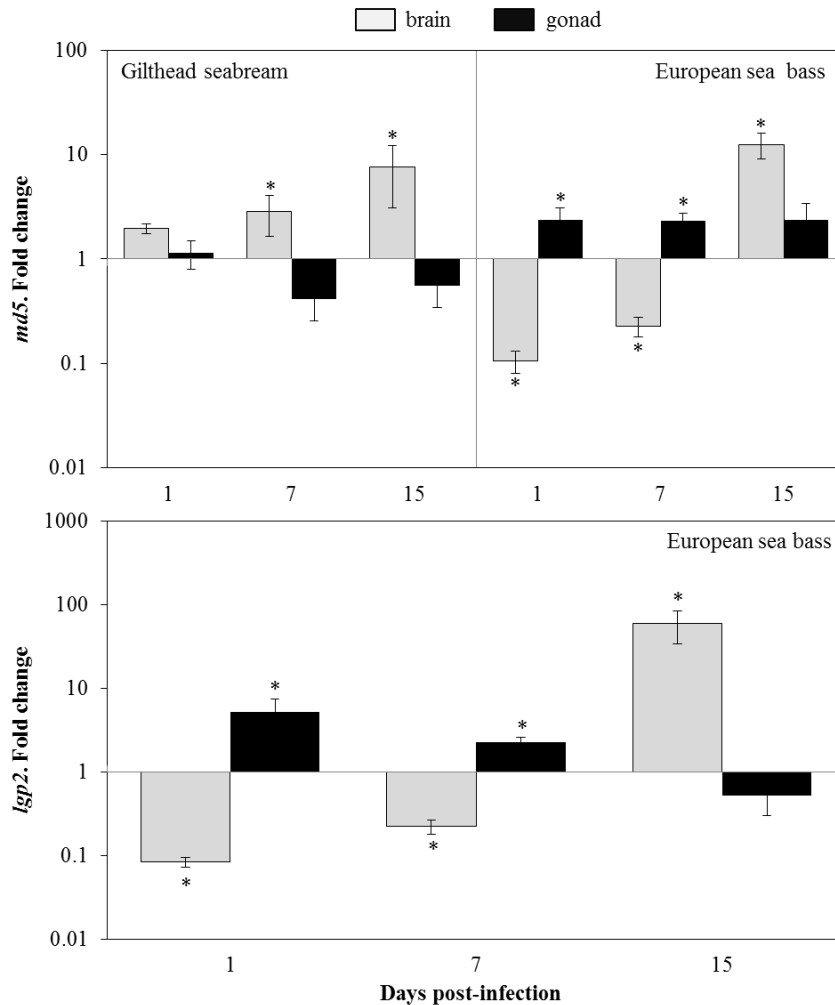 brain gonad
100
Gilthead seabream European sea bass
*
*
*
*
*
10
md5. Fold change
1
0.1
*
*
0.01
1 7 15 1 7 15
1000
European sea bass
*
100
lgp2. Fold change
*
10
*
1
0.1
*
*
0.01
1 7 15
Days post-infection